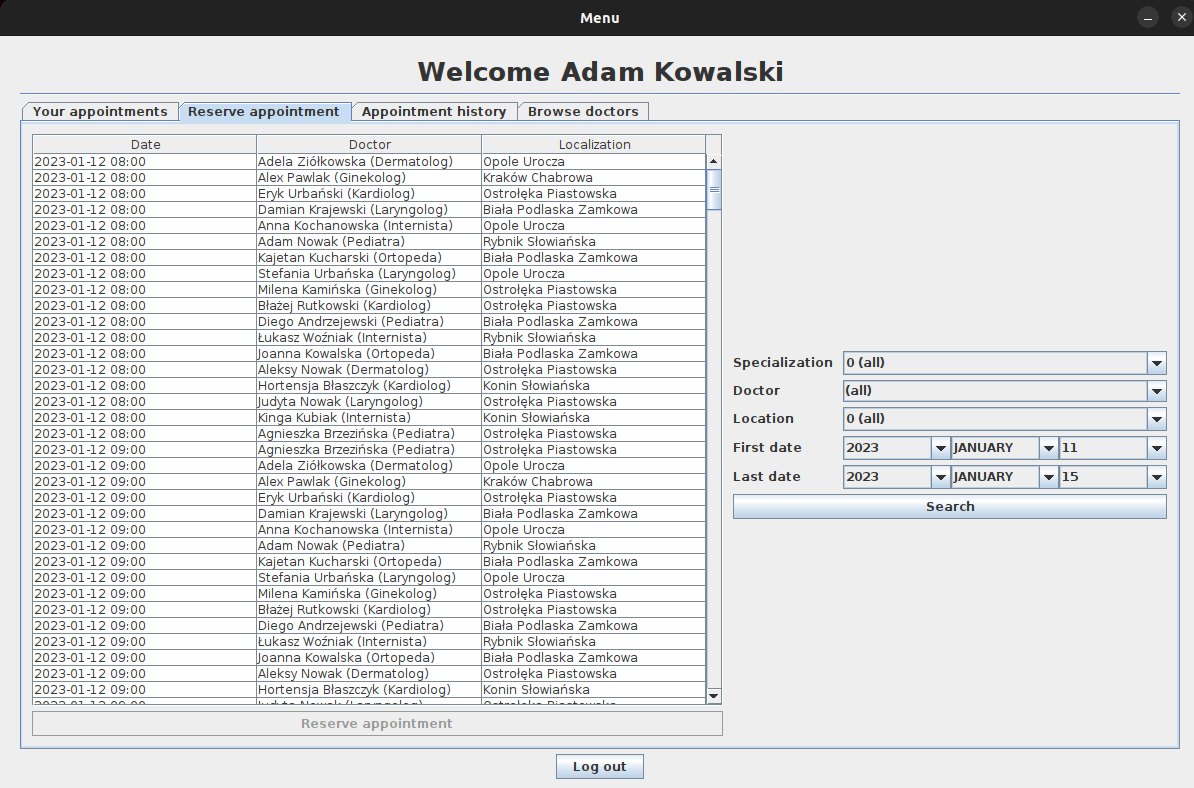 Menu
Welcome Adam Kowalski
Your appointments Reserve appointment Appointment history Browse doctors
Date Doctor Localization
2023-01-12 08:00 Adela Ziółkowska (Dermatolog) Opole Urocza
2023-01-12 08:00 Alex Pawlak (Ginekolog) Kraków Chabrowa
2023-01-12 08:00 Eryk Urbański (Kardiolog) Ostrołęka Piastowska
2023-01-12 08:00 Damian Krajewski (Laryngolog) Biała Podlaska Zamkowa
2023-01-12 08:00 Anna Kochanowska (Internista) Opole Urocza
2023-01-12 08:00 Adam Nowak (Pediatra) Rybnik Słowiańska
2023-01-12 08:00 Kajetan Kucharski (Ortopeda) Biała Podlaska Zamkowa
2023-01-12 08:00 Stefania Urbańska (Laryngolog) Opole Urocza
2023-01-12 08:00 Milena Kamińska (Ginekolog) Ostrołęka Piastowska
2023-01-12 08:00 Błażej Rutkowski (Kardiolog) Ostrołęka Piastowska
2023-01-12 08:00 Diego Andrzejewski (Pediatra) Biała Podlaska Zamkowa
2023-01-12 08:00 Łukasz Woźniak (Internista) Rybnik Słowiańska
2023-01-12 08:00 Joanna Kowalska (Ortopeda) Biała Podlaska Zamkowa
2023-01-12 08:00 Aleksy Nowak (Dermatolog) Ostrołęka Piastowska
2023-01-12 08:00 Hortensja Błaszczyk (Kardiolog) Konin Słowiańska
2023-01-12 08:00 Judyta Nowak (Laryngolog) Ostrołęka Piastowska
2023-01-12 08:00 Kinga Kubiak (Internista) Konin Słowiańska
2023-01-12 08:00 Agnieszka Brzezińska (Pediatra) Ostrołęka Piastowska
2023-01-12 09:00 Agnieszka Brzezińska (Pediatra) Ostrołęka Piastowska
2023-01-12 09:00 Adela Ziółkowska (Dermatolog) Opole Urocza
2023-01-12 09:00 Alex Pawlak (Ginekolog) Kraków Chabrowa
2023-01-12 09:00 Eryk Urbański (Kardiolog) Ostrołęka Piastowska
2023-01-12 09:00 Damian Krajewski (Laryngolog) Biała Podlaska Zamkowa
2023-01-12 09:00 Anna Kochanowska (Internista) Opole Urocza
2023-01-12 09:00 Adam Nowak (Pediatra) Rybnik Słowiańska
2023-01-12 09:00 Kajetan Kucharski (Ortopeda) Biała Podlaska Zamkowa
2023-01-12 09:00 Stefania Urbańska (Laryngolog) Opole Urocza
2023-01-12 09:00 Milena Kamińska (Ginekolog) Ostrołęka Piastowska
2023-01-12 09:00 Błażej Rutkowski (Kardiolog) Ostrołęka Piastowska
2023-01-12 09:00 Diego Andrzejewski (Pediatra) Biała Podlaska Zamkowa
2023-01-12 09:00 Łukasz Woźniak (Internista) Rybnik Słowiańska
2023-01-12 09:00 Joanna Kowalska (Ortopeda) Biała Podlaska Zamkowa
2023-01-12 09:00 Aleksy Nowak (Dermatolog) Ostrołęka Piastowska
2023-01-12 09:00 Hortensja Błaszczyk (Kardiolog) Konin Słowiańska
Reserve appointment
Specialization 0 (all)
Doctor (all)
Location 0 (all)
First date 2023 JANUARY 11
Last date 2023 JANUARY 15
Search
Log out